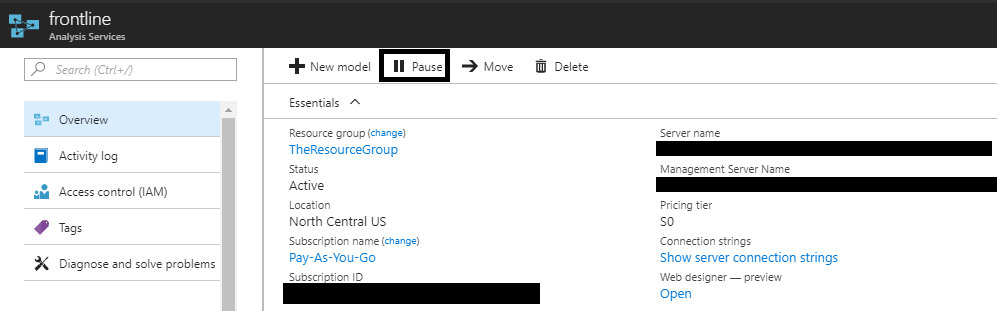 frontline
Analysis Services
Search (Ctrl+/)
Overview
Activity log
Access control (IAM)
Tags
Diagnose and solve problems
New model
Pause
Move
Delete
Essentials
Resource group (change)
TheResourceGroup
Status
Active
Location
North Central US
Subscription name (change)
Pay-As-You-Go
Subscription ID
Server name
Management Server Name
Pricing tier
S0
Connection strings
Show server connection strings
Web designer — preview
Open